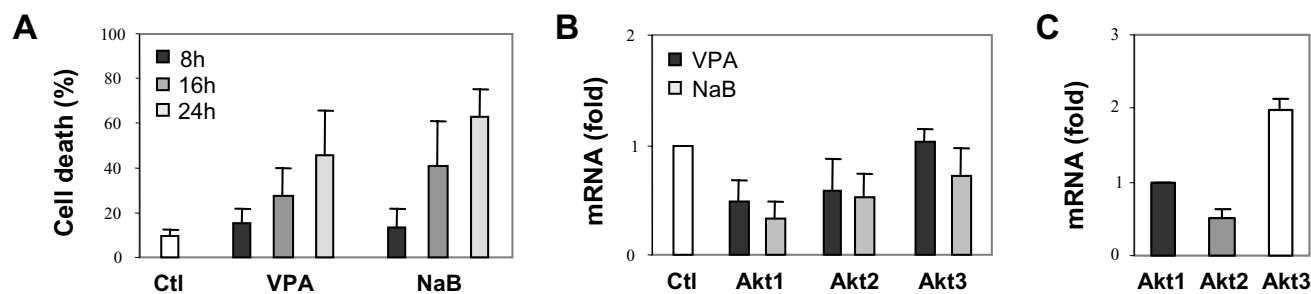 A
Cell death (%)
100
80
60
40
20
0
8h
16h
24h
Ctl VPA NaB
B
mRNA (fold)
2
1
0
VPA
NaB
Ctl Akt1 Akt2 Akt3
C
mRNA (fold)
3
2
1
0
Akt1 Akt2 Akt3